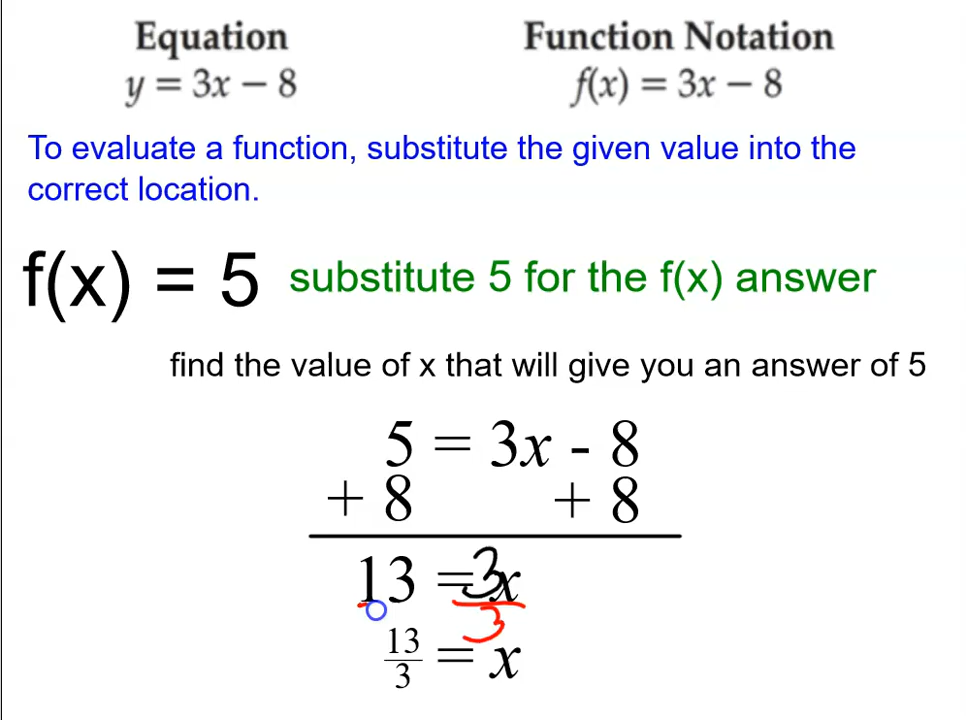 Equation Function Notation
y = 3x − 8 f(x) = 3x − 8
To evaluate a function, substitute the given value into the
correct location.
f(x) = 5 substitute 5 for the f(x) answer
find the value of x that will give you an answer of 5
5 = 3x - 8
+ 8 + 8
13 = 3x
3
13/3 = x